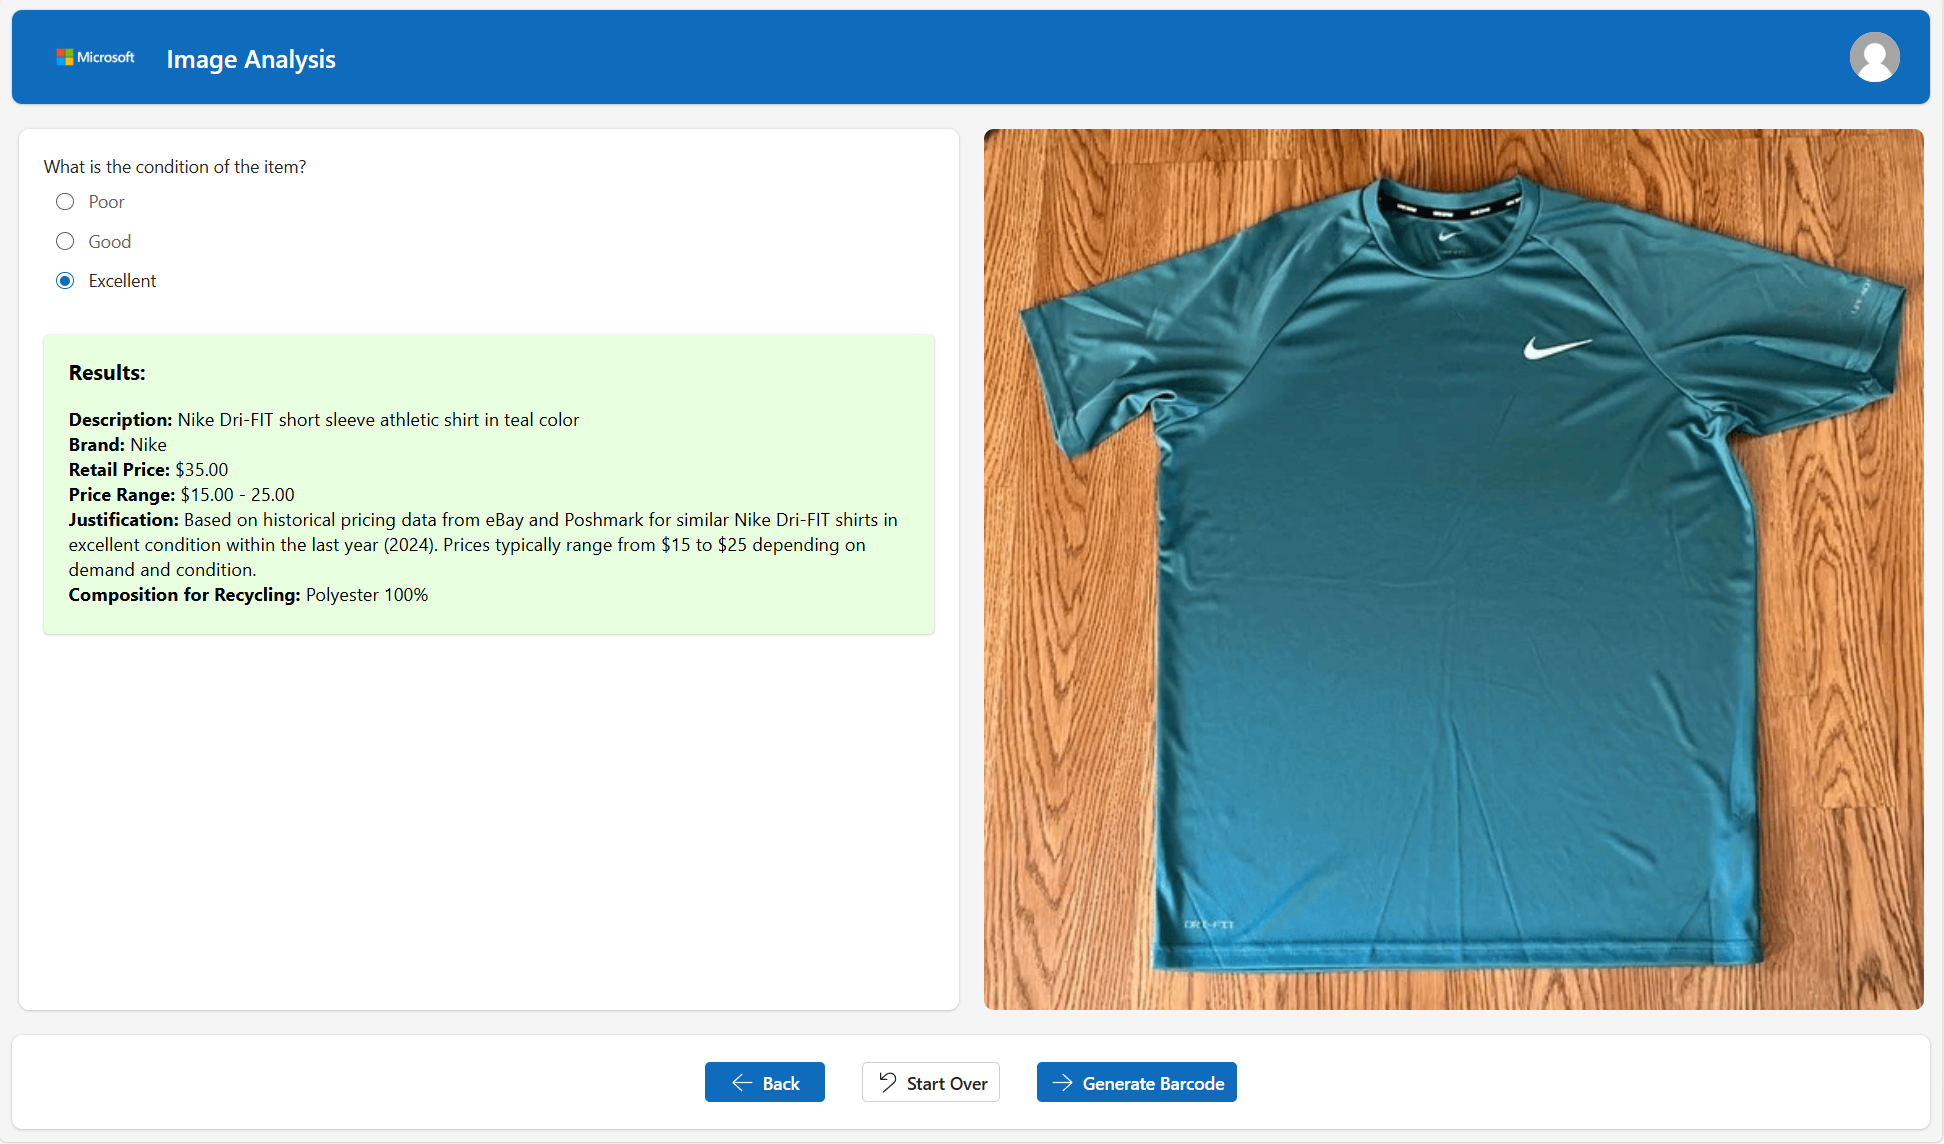 Microsoft
Image Analysis
What is the condition of the item?
Poor
Good
Excellent
Results:
Description: Nike Dri-FIT short sleeve athletic shirt in teal color
Brand: Nike
Retail Price: $35.00
Price Range: $15.00 - 25.00
Justification: Based on historical pricing data from eBay and Poshmark for similar Nike Dri-FIT shirts in
excellent condition within the last year (2024). Prices typically range from $15 to $25 depending on
demand and condition.
Composition for Recycling: Polyester 100%
DRI-FIT
Back
Start Over
Generate Barcode